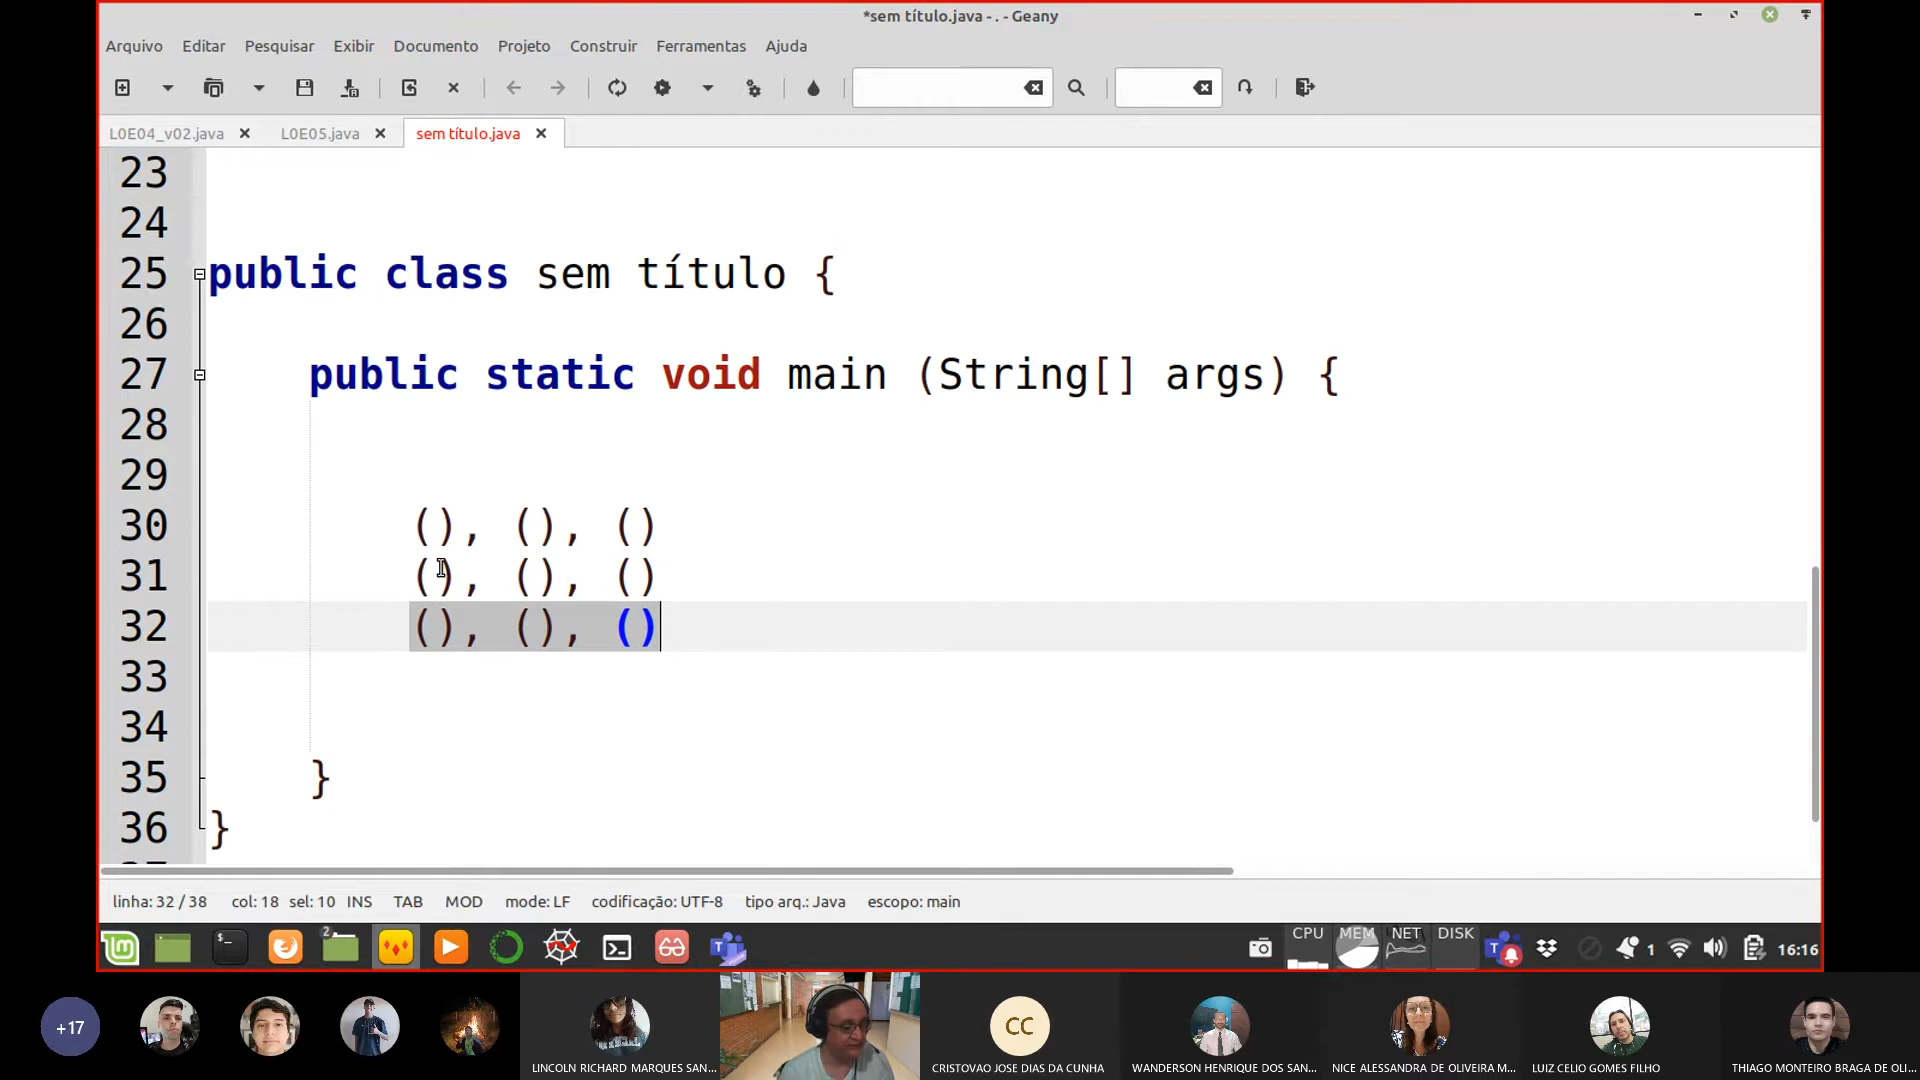 *sem título.java - . - Geany
Arquivo Editar Pesquisar Exibir Documento Projeto Construir Ferramentas Ajuda
L0E04_v02.java L0E05.java sem título.java
23
24
25 public class sem título {
26
27 public static void main (String[] args) {
28
29
30 (), (), ()
31 (), (), ()
32 (), (), ()
33
34
35 }
36 }
linha: 32 / 38 col: 18 sel: 10 INS TAB MOD mode: LF codificação: UTF-8 tipo arq.: Java escopo: main
2 CPU MEM NET DISK 1 16:16
+17 CC
LINCOLN RICHARD MARQUES SAN... CRISTOVAO JOSE DIAS DA CUNHA WANDERSON HENRIQUE DOS SAN... NICE ALESSANDRA DE OLIVEIRA M... LUIZ CELIO GOMES FILHO THIAGO MONTEIRO BRAGA DE OLI...